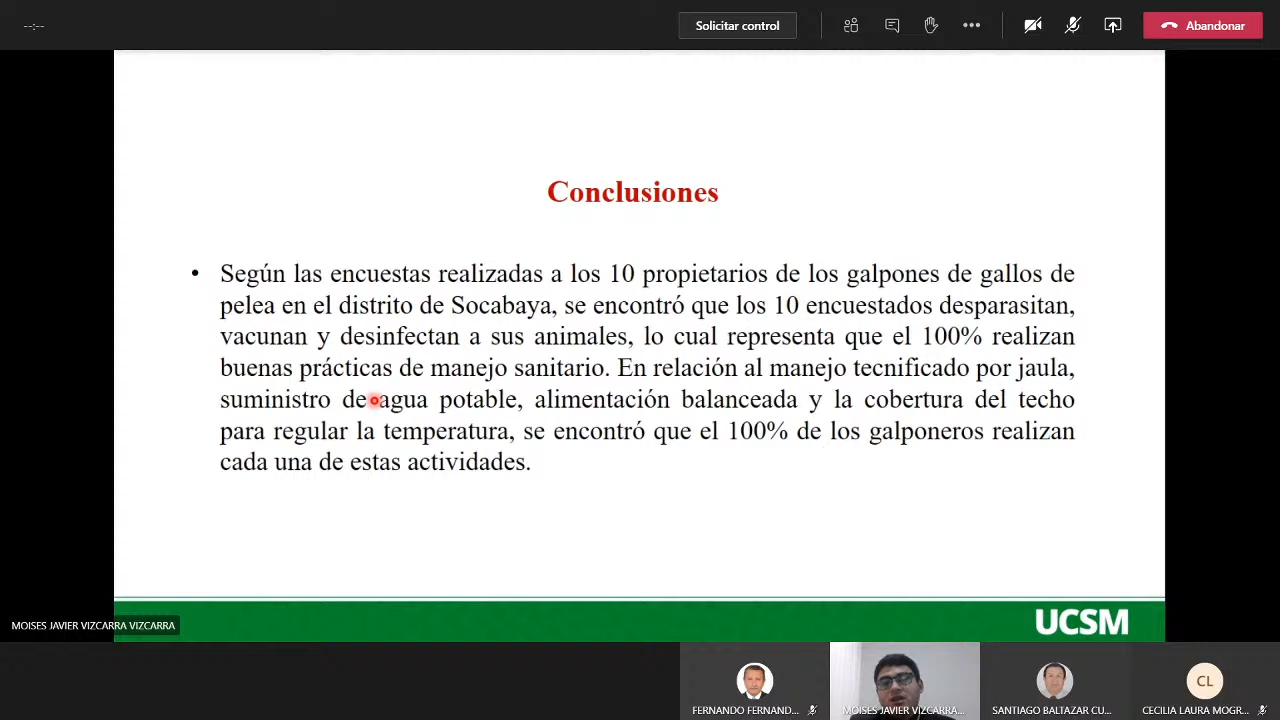 --:--
Solicitar control
Abandonar
Conclusiones
• Según las encuestas realizadas a los 10 propietarios de los galpones de gallos de
pelea en el distrito de Socabaya, se encontró que los 10 encuestados desparasitan,
vacunan y desinfectan a sus animales, lo cual representa que el 100% realizan
buenas prácticas de manejo sanitario. En relación al manejo tecnificado por jaula,
suministro de agua potable, alimentación balanceada y la cobertura del techo
para regular la temperatura, se encontró que el 100% de los galponeros realizan
cada una de estas actividades.
UCSM
MOISES JAVIER VIZCARRA VIZCARRA
CL
FERNANDO FERNAND...
MOISES JAVIER VIZCARRA...
SANTIAGO BALTAZAR CU...
CECILIA LAURA MOGR...